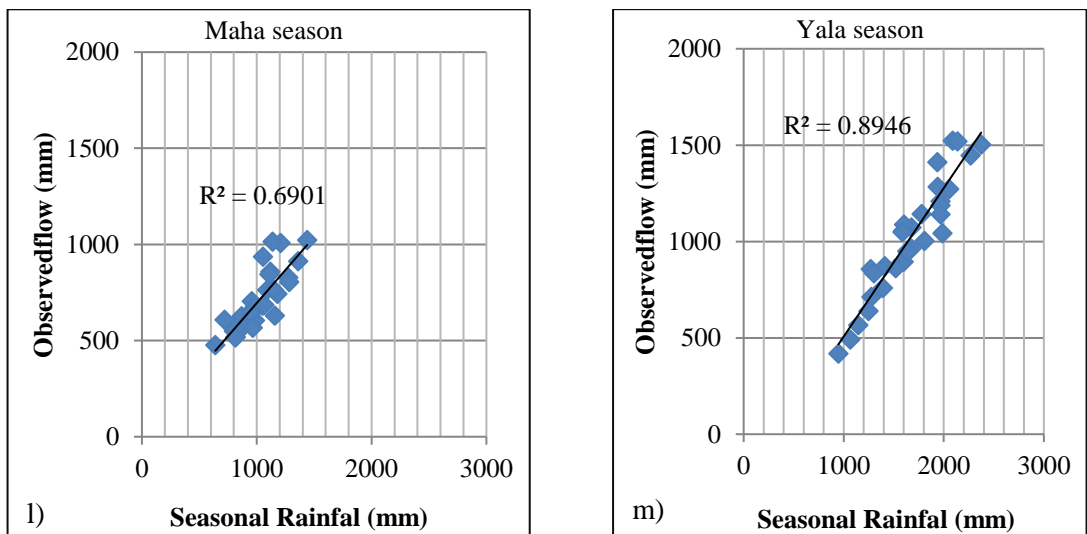 Maha season
2000
1500
1000
500
0
R² = 0.6901
Observedflow (mm)
0 1000 2000 3000
Seasonal Rainfal (mm)
l)
Yala season
2000
1500
1000
500
0
R² = 0.8946
Observedflow (mm)
0 1000 2000 3000
Seasonal Rainfal (mm)
m)